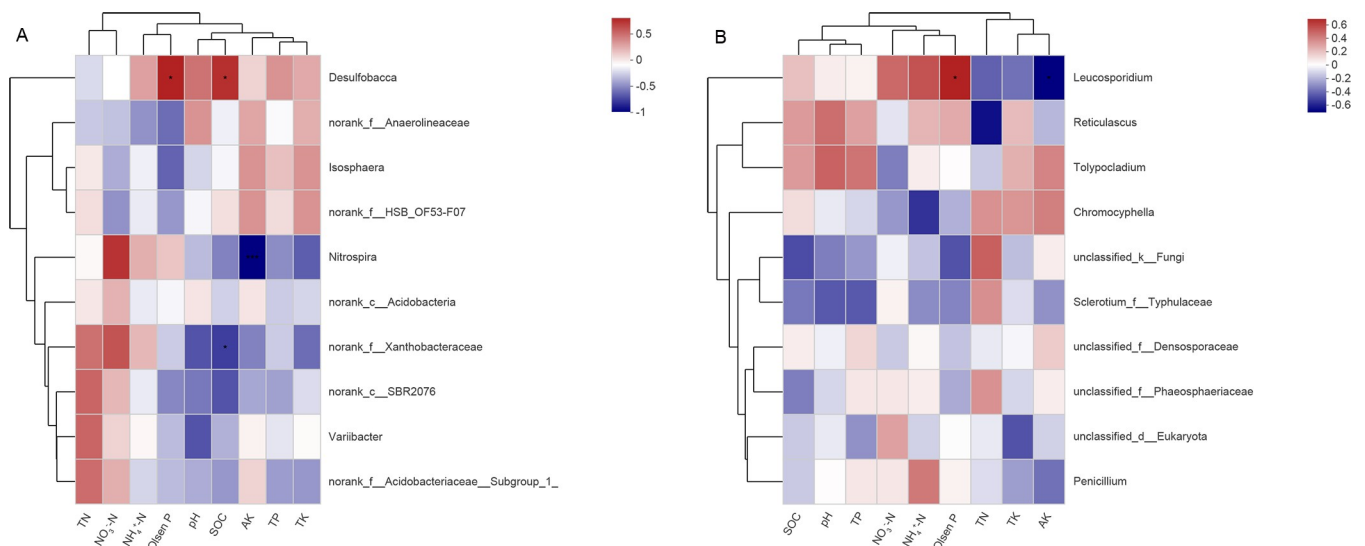 A
0.5
0
-0.5
-1
Desulfobacca
norank_f__Anaerolineaceae
Isosphaera
norank_f__HSB_OF53-F07
Nitrospira
norank_c__Acidobacteria
norank_f__Xanthobacteraceae
norank_c__SBR2076
Variibacter
norank_f__Acidobacteriaceae__Subgroup_1_
TN
NO₃⁻-N
NH₄⁺-N
Olsen P
pH
SOC
AK
TP
TK
B
0.6
0.4
0.2
0
-0.2
-0.4
-0.6
Leucosporidium
Reticulascus
Tolypocladium
Chromocyphella
unclassified_k__Fungi
Sclerotium_f__Typhulaceae
unclassified_f__Densosporaceae
unclassified_f__Phaeosphaeriaceae
unclassified_d__Eukaryota
Penicillium
SOC
pH
TP
NO₃⁻-N
NH₄⁺-N
Olsen P
TN
TK
AK